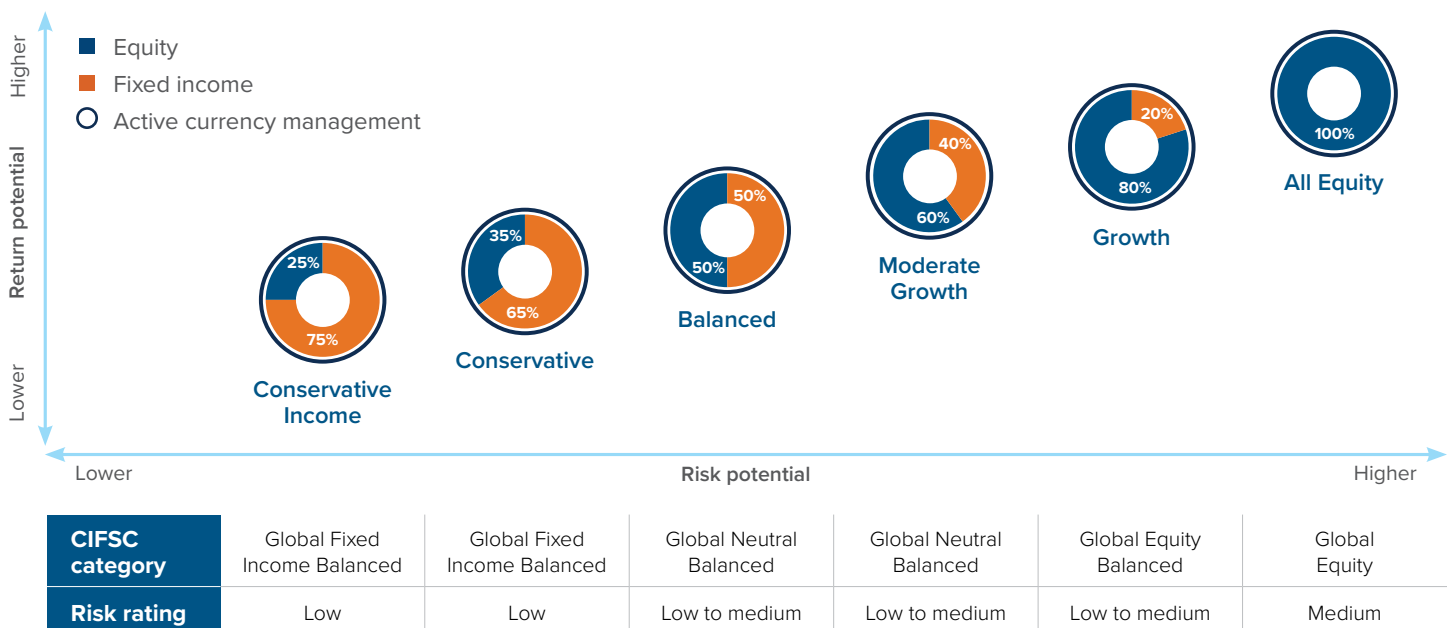 Higher
Return potential
Lower
Equity
Fixed income
Active currency management
25%
75%
Conservative
Income
35%
65%
Conservative
50%
50%
Balanced
40%
60%
Moderate
Growth
20%
80%
Growth
100%
All Equity
Lower
Risk potential
Higher
CIFSC
category
Global Fixed
Income Balanced
Global Fixed
Income Balanced
Global Neutral
Balanced
Global Neutral
Balanced
Global Equity
Balanced
Global
Equity
Risk rating
Low
Low
Low to medium
Low to medium
Low to medium
Medium